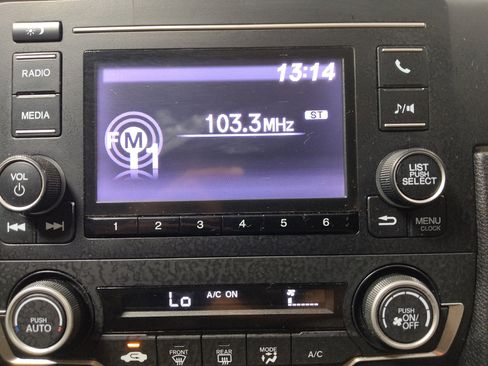 13:14
RADIO
103.3MHz
ST
MEDIA
FM1
VOL
LIST
PUSH
SELECT
MENU
CLOCK
1 2 3 4 5 6
Lo A/C ON
PUSH
AUTO
PUSH
ON/
OFF
FRONT
REAR
MODE
A/C